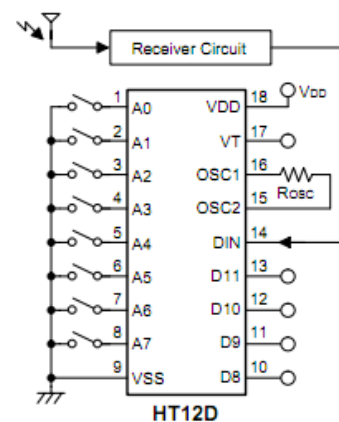 Receiver Circuit
1 A0 VDD 18 VDD
2 A1 VT 17
3 A2 OSC1 16
ROSC
4 A3 OSC2 15
5 A4 DIN 14
6 A5 D11 13
7 A6 D10 12
8 A7 D9 11
9 VSS D8 10
HT12D